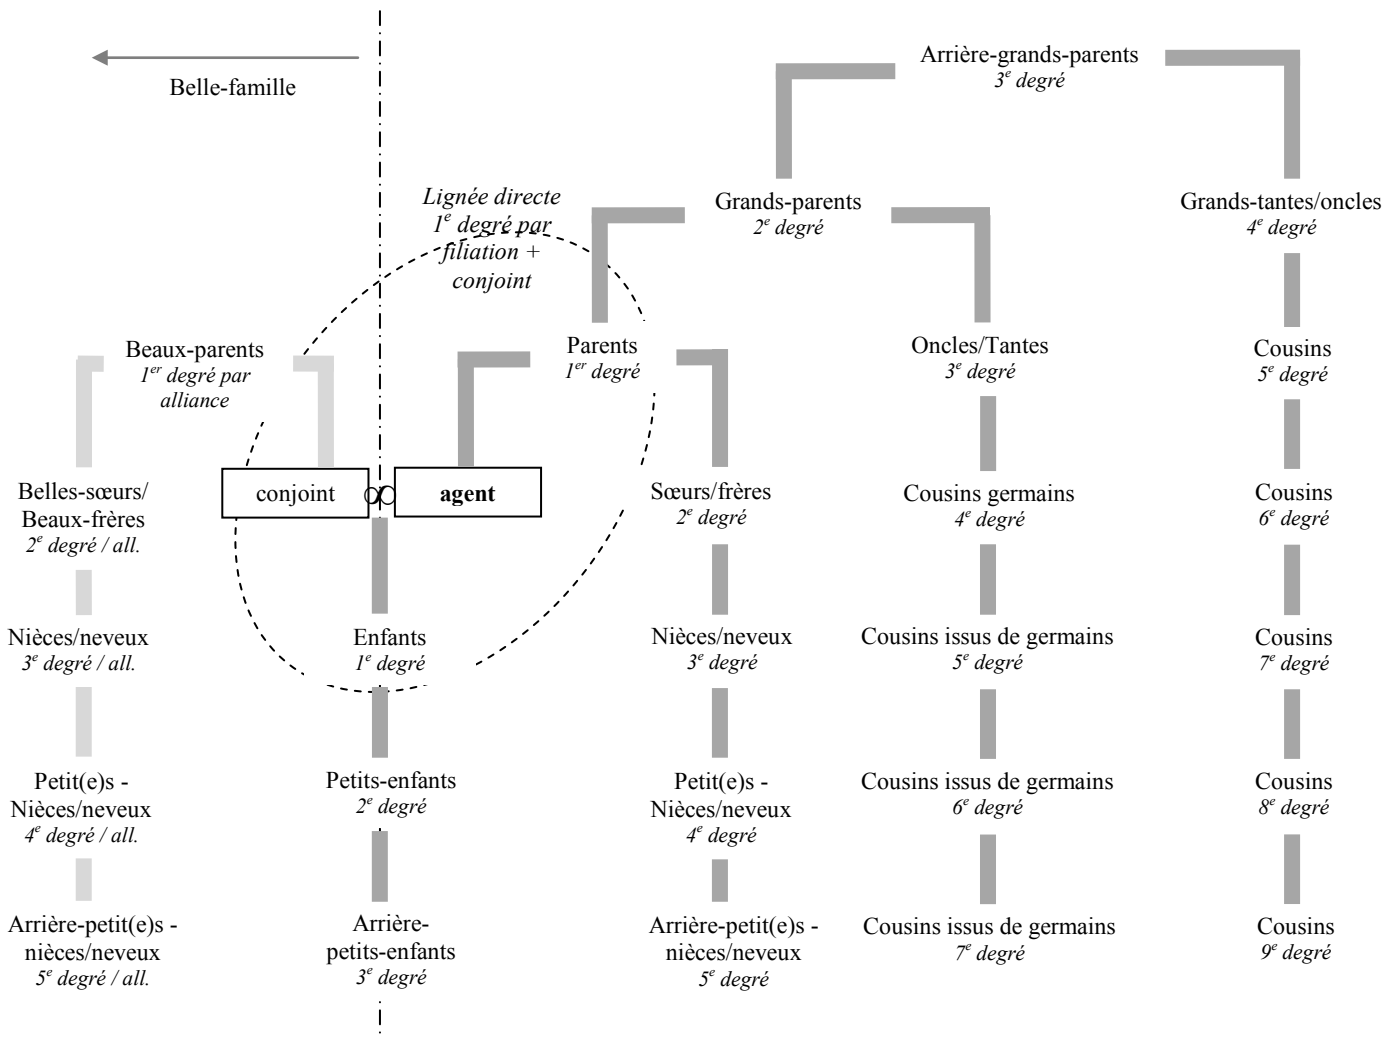 Belle-famille
Arrière-grands-parents
3e degré
Lignée directe
1e degré par
filiation +
conjoint
Grands-parents
2e degré
Grands-tantes/oncles
4e degré
Beaux-parents
1er degré par
alliance
Parents
1er degré
Oncles/Tantes
3e degré
Cousins
5e degré
Belles-sœurs/
Beaux-frères
2e degré / all.
conjoint
∞
agent
Sœurs/frères
2e degré
Cousins germains
4e degré
Cousins
6e degré
Nièces/neveux
3e degré / all.
Enfants
1e degré
Nièces/neveux
3e degré
Cousins issus de germains
5e degré
Cousins
7e degré
Petit(e)s -
Nièces/neveux
4e degré / all.
Petits-enfants
2e degré
Petit(e)s -
Nièces/neveux
4e degré
Cousins issus de germains
6e degré
Cousins
8e degré
Arrière-petit(e)s -
nièces/neveux
5e degré / all.
Arrière-
petits-enfants
3e degré
Arrière-petit(e)s -
nièces/neveux
5e degré
Cousins issus de germains
7e degré
Cousins
9e degré